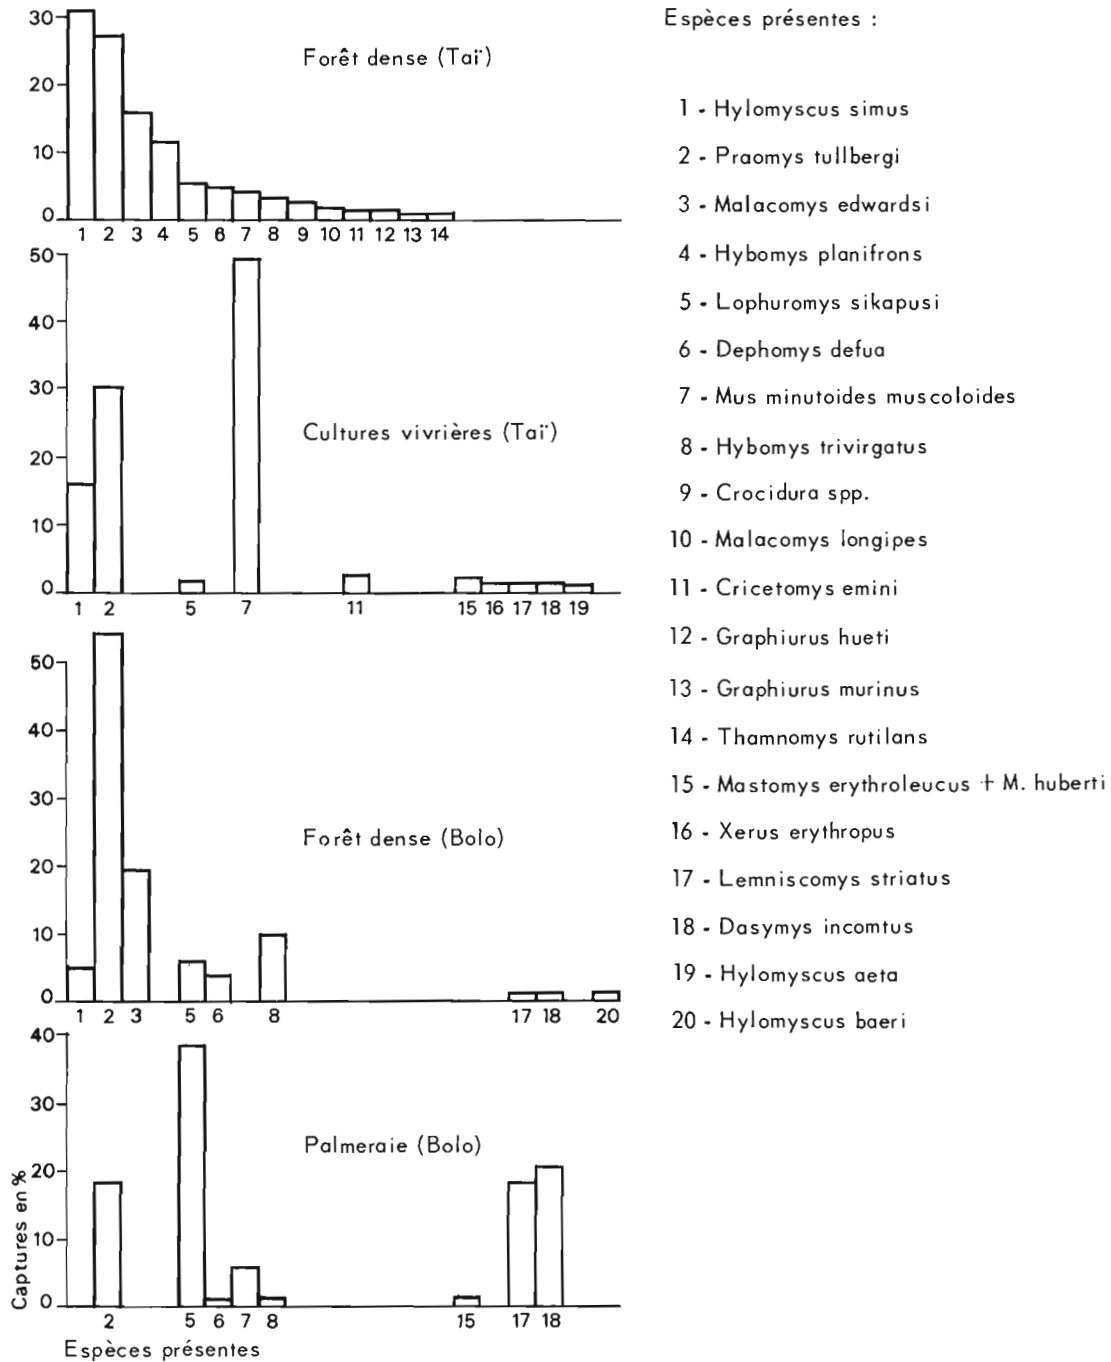 Espèces présentes :
1 - Hylomyscus simus
2 - Praomys tullbergi
3 - Malacomys edwardsi
4 - Hybomys planifrons
5 - Lophuromys sikapusi
6 - Dephomys defua
7 - Mus minutoides muscoloides
8 - Hybomys trivirgatus
9 - Crocidura spp.
10 - Malacomys longipes
11 - Cricetomys emini
12 - Graphiurus hueti
13 - Graphiurus murinus
14 - Thamnomys rutilans
15 - Mastomys erythroleucus + M. huberti
16 - Xerus erythropus
17 - Lemniscomys striatus
18 - Dasymys incomtus
19 - Hylomyscus aeta
20 - Hylomyscus baeri
Forêt dense (Taï)
30
20
10
0
1 2 3 4 5 6 7 8 9 10 11 12 13 14
Cultures vivrières (Taï)
50
40
30
20
10
0
1 2 5 7 11 15 16 17 18 19
Forêt dense (Bolo)
50
40
30
20
10
0
1 2 3 5 6 8 17 18 20
Palmeraie (Bolo)
40
30
20
10
0
2 5 6 7 8 15 17 18
Captures en %
Espèces présentes